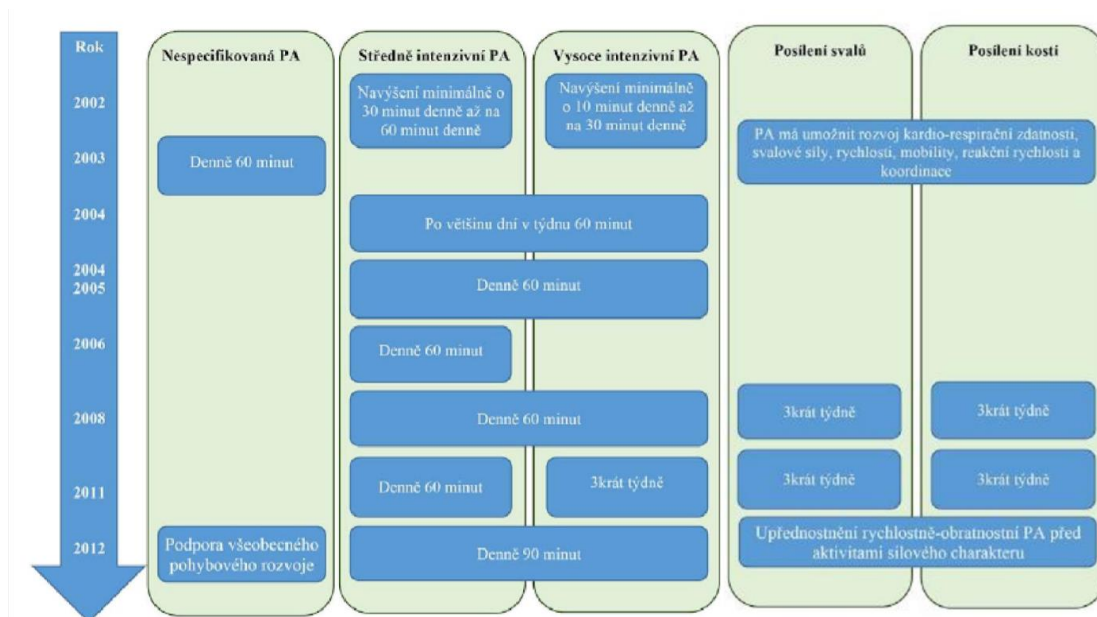 Rok
Nespecifikovaná PA
Středně intenzivní PA
Vysoce intenzivní PA
Posílení svalů
Posílení kosti
2002
Navýšení minimálně o
30 minut denně až na
60 minut denně
Navýšení minimálně
o 10 minut denně až
na 30 minut denně
2003
Denně 60 minut
PA má umožnit rozvoj kardio-respirační zdatnosti,
svalové síly, rychlosti, mobility, reakční rychlosti a
koordinace
2004
Po většinu dní v týdnu 60 minut
2004
2005
Denně 60 minut
2006
Denně 60 minut
2008
Denně 60 minut
3krát týdně
3krát týdně
2011
Denně 60 minut
3krát týdně
3krát týdně
3krát týdně
2012
Podpora všeobecného
pohybového rozvoje
Denně 90 minut
Upřednostnění rychlostně-obratnostní PA před
aktivitami silového charakteru